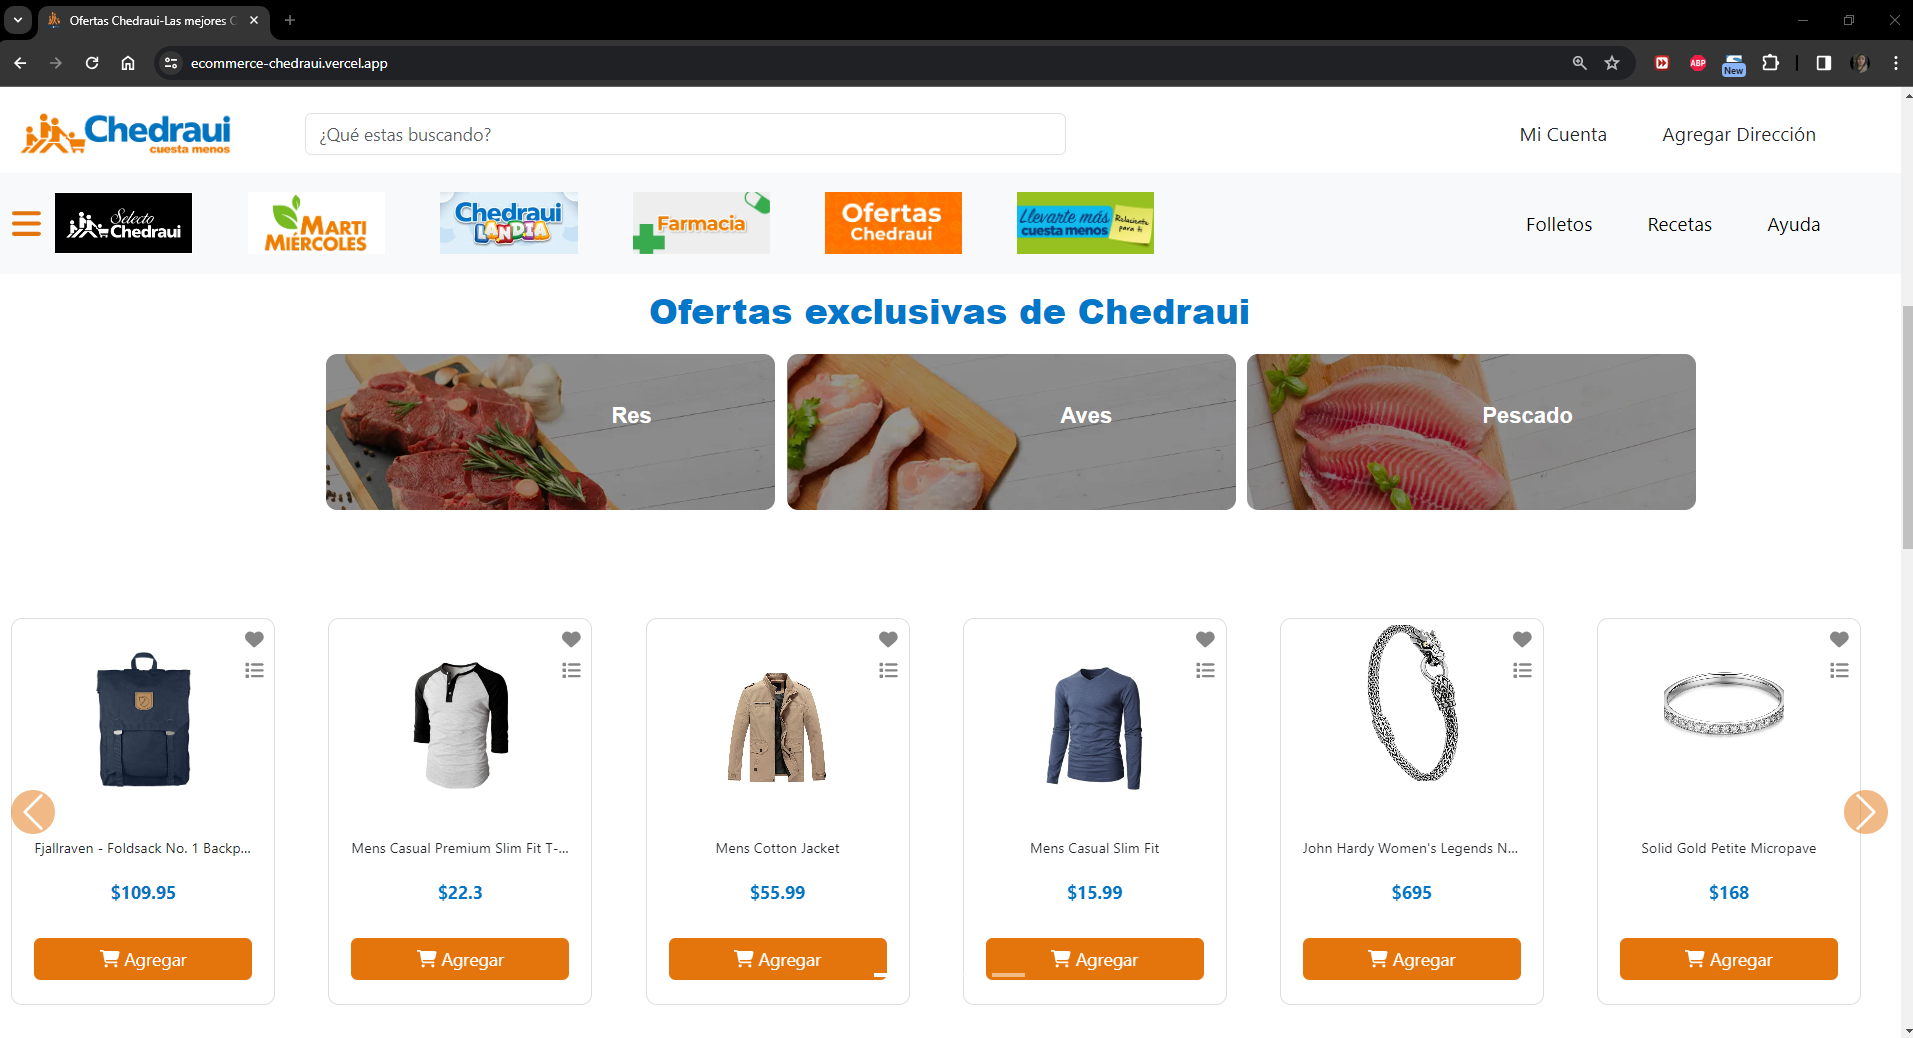 Ofertas Chedraui-Las mejores C
ecommerce-chedraui.vercel.app
ABP
New
Chedraui
cuesta menos
¿Qué estas buscando?
Mi Cuenta
Agregar Dirección
Selecto
Chedraui
MARTI
MIÉRCOLES
Chedraui
LANDIA
Farmacia
Ofertas
Chedraui
Llevarte más
cuesta menos
Relaciente
para ti
Folletos
Recetas
Ayuda
Ofertas exclusivas de Chedraui
Res
Aves
Pescado
Fjallraven - Foldsack No. 1 Backp...
$109.95
Agregar
Mens Casual Premium Slim Fit T-...
$22.3
Agregar
Mens Cotton Jacket
$55.99
Agregar
Mens Casual Slim Fit
$15.99
Agregar
John Hardy Women's Legends N...
$695
Agregar
Solid Gold Petite Micropave
$168
Agregar